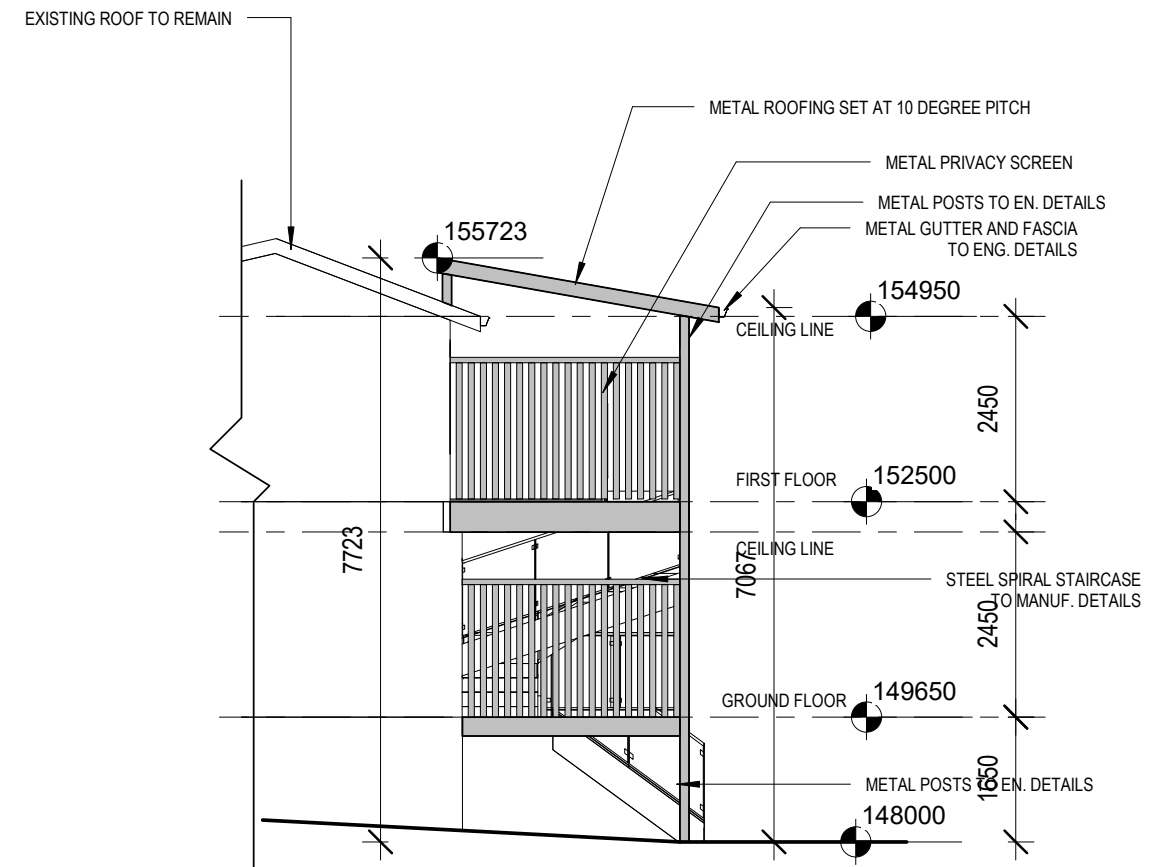 EXISTING ROOF TO REMAIN
METAL ROOFING SET AT 10 DEGREE PITCH
METAL PRIVACY SCREEN
METAL POSTS TO EN. DETAILS
METAL GUTTER AND FASCIA
TO ENG. DETAILS
155723
154950
CEILING LINE
2450
FIRST FLOOR
152500
7723
CEILING LINE
7067
STEEL SPIRAL STAIRCASE
TO MANUF. DETAILS
2450
GROUND FLOOR
149650
METAL POSTS TO EN. DETAILS
1650
148000